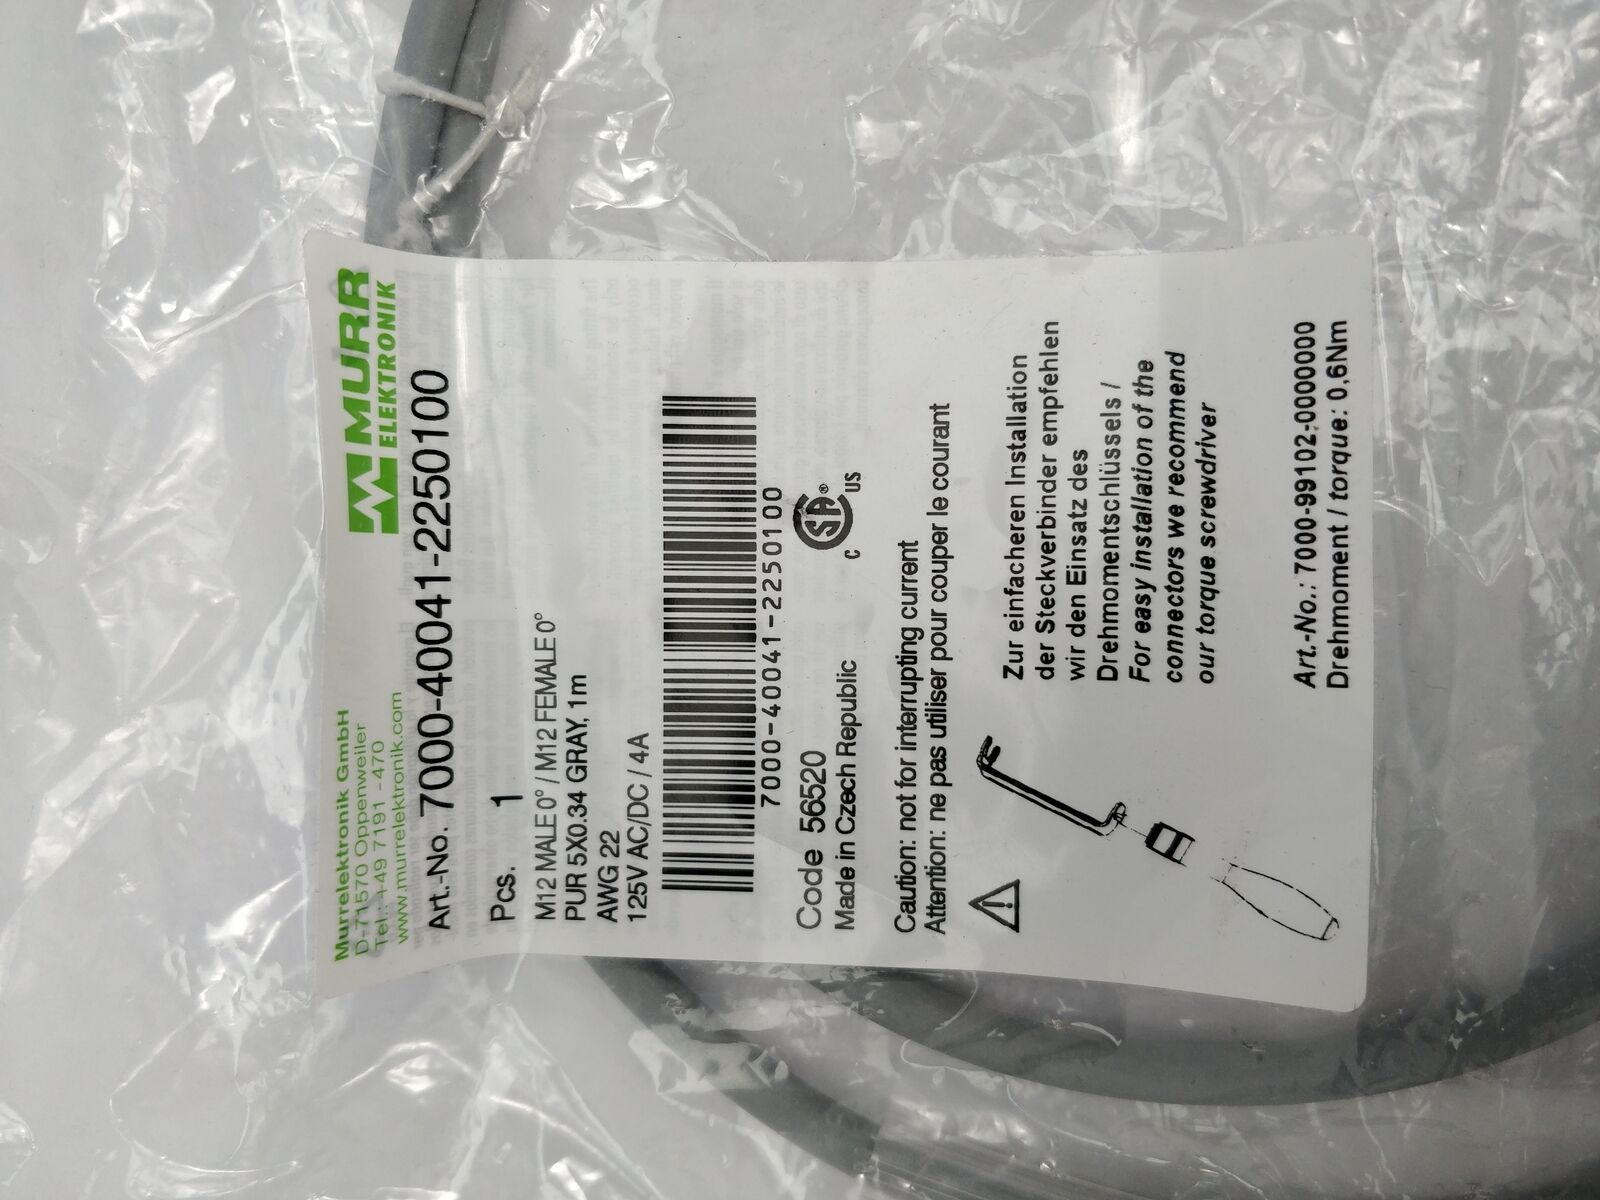 Murrelektronik GmbH
D-71570 Oppenweiler
Tel.: +49 7191 - 470
www.murrelektronik.com
MURR
ELEKTRONIK
Art.-No. 7000-40041-2250100
Pcs. 1
M12 MALE 0° / M12 FEMALE 0°
PUR 5X0.34 GRAY, 1m
AWG 22
125V AC/DC / 4A
7000-40041-2250100
Code 56520
Made in Czech Republic
C SA® US
Caution: not for interrupting current
Attention: ne pas utiliser pour couper le courant
Zur einfacheren Installation
der Steckverbinder empfehlen
wir den Einsatz des
Drehmomentschlüssels /
For easy installation of the
connectors we recommend
our torque screwdriver
Art.-No.: 7000-99102-0000000
Drehmoment / torque: 0,6Nm